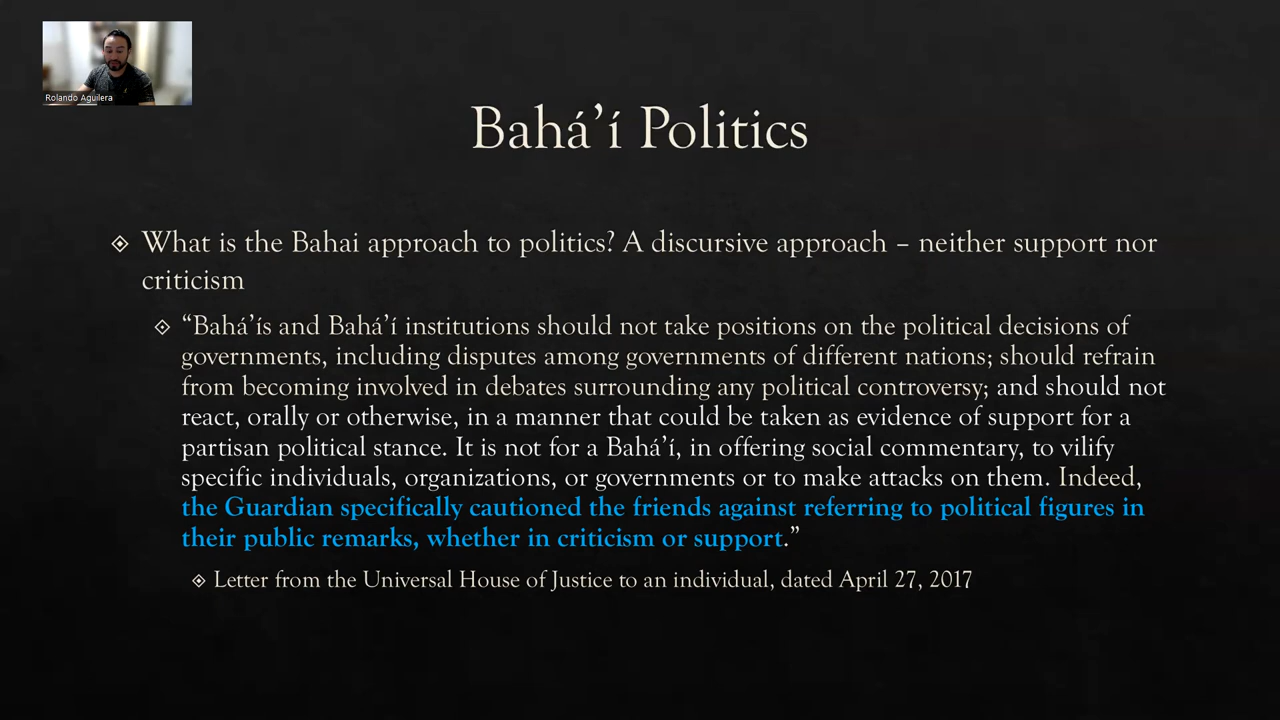 Rolando Aguilera
Bahá’í Politics
What is the Bahai approach to politics? A discursive approach – neither support nor
criticism
“Bahá’ís and Bahá’í institutions should not take positions on the political decisions of
governments, including disputes among governments of different nations; should refrain
from becoming involved in debates surrounding any political controversy; and should not
react, orally or otherwise, in a manner that could be taken as evidence of support for a
partisan political stance. It is not for a Bahá’í, in offering social commentary, to vilify
specific individuals, organizations, or governments or to make attacks on them. Indeed,
the Guardian specifically cautioned the friends against referring to political figures in
their public remarks, whether in criticism or support.”
Letter from the Universal House of Justice to an individual, dated April 27, 2017